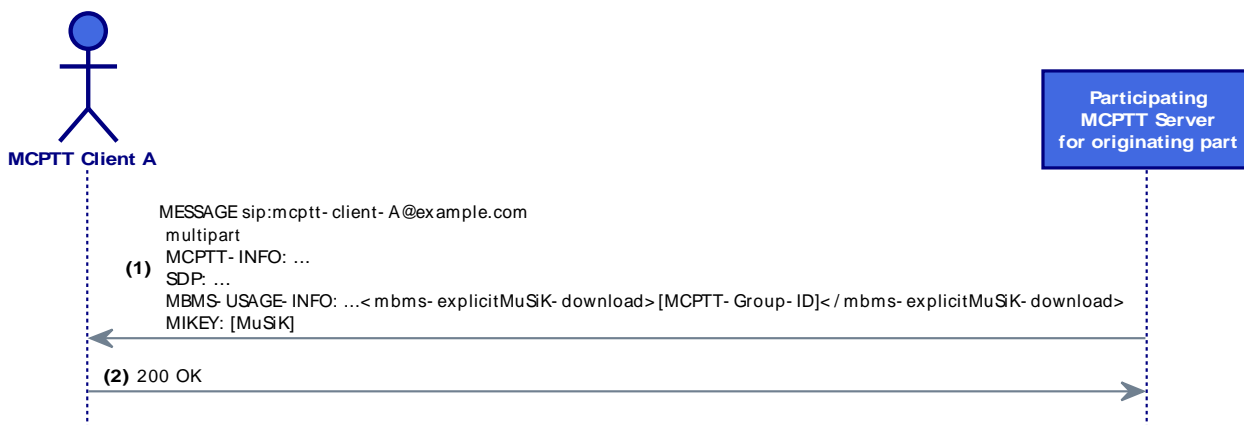 Participating
MCPTT Server
for originating part
MCPTT Client A
MESSAGE sip:mcptt-client-A@example.com
multipart
MCPTT-INFO: ...
(1)
SDP: ...
MBMS-USAGE-INFO: ...<mbms-explicitMuSiK-download>[MCPTT-Group-ID]</mbms-explicitMuSiK-download>
MIKEY: [MuSiK]
(2) 200 OK